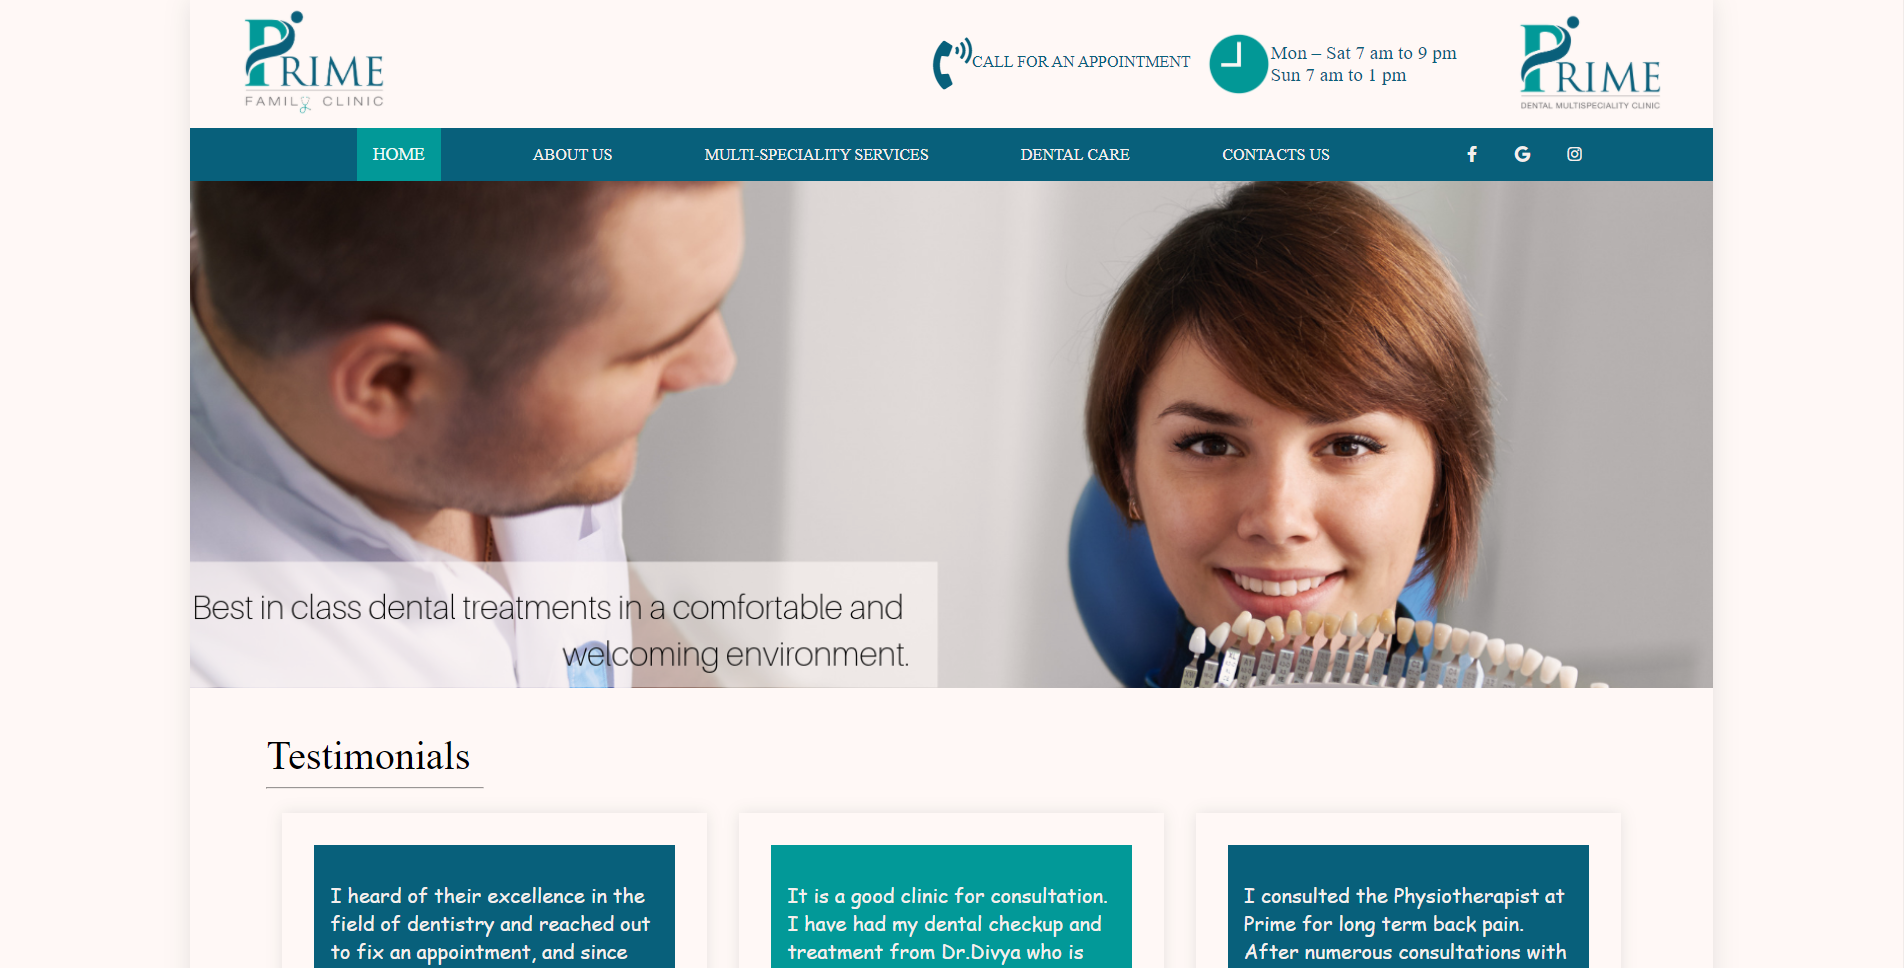 PRIME
FAMILY CLINIC
CALL FOR AN APPOINTMENT
Mon – Sat 7 am to 9 pm
Sun 7 am to 1 pm
PRIME
DENTAL MULTISPECIALITY CLINIC
HOME
ABOUT US
MULTI-SPECIALITY SERVICES
DENTAL CARE
CONTACTS US
Best in class dental treatments in a comfortable and
welcoming environment.
Testimonials
I heard of their excellence in the
field of dentistry and reached out
to fix an appointment, and since
It is a good clinic for consultation.
I have had my dental checkup and
treatment from Dr.Divya who is
I consulted the Physiotherapist at
Prime for long term back pain.
After numerous consultations with